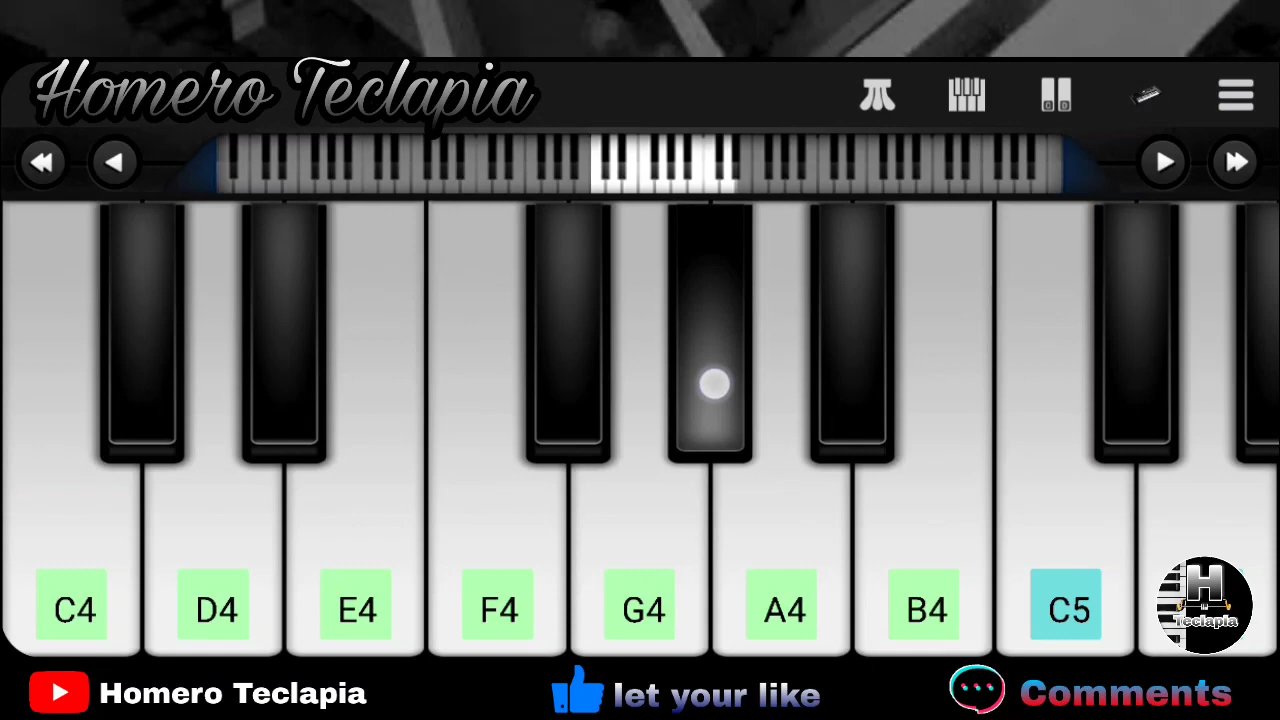 Homero Teclapia
C4 D4 E4 F4 G4 A4 B4 C5
H
Teclapia
Homero Teclapia
let your like
Comments